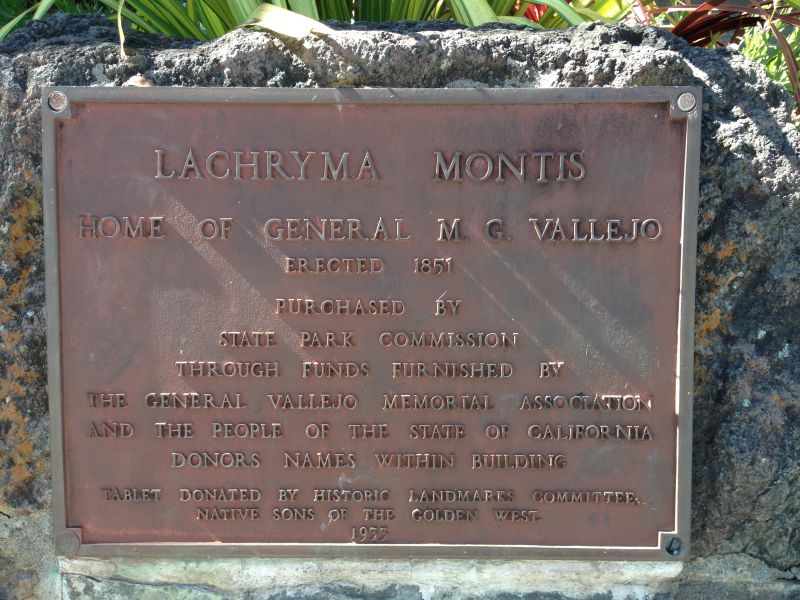 LACHRYMA MONTIS
HOME OF GENERAL M. G. VALLEJO
ERECTED 1851
PURCHASED BY
STATE PARK COMMISSION
THROUGH FUNDS FURNISHED BY
THE GENERAL VALLEJO MEMORIAL ASSOCIATION
AND THE PEOPLE OF THE STATE OF CALIFORNIA
DONORS NAMES WITHIN BUILDING
TABLET DONATED BY HISTORIC LANDMARKS COMMITTEE,
NATIVE SONS OF THE GOLDEN WEST.
1933